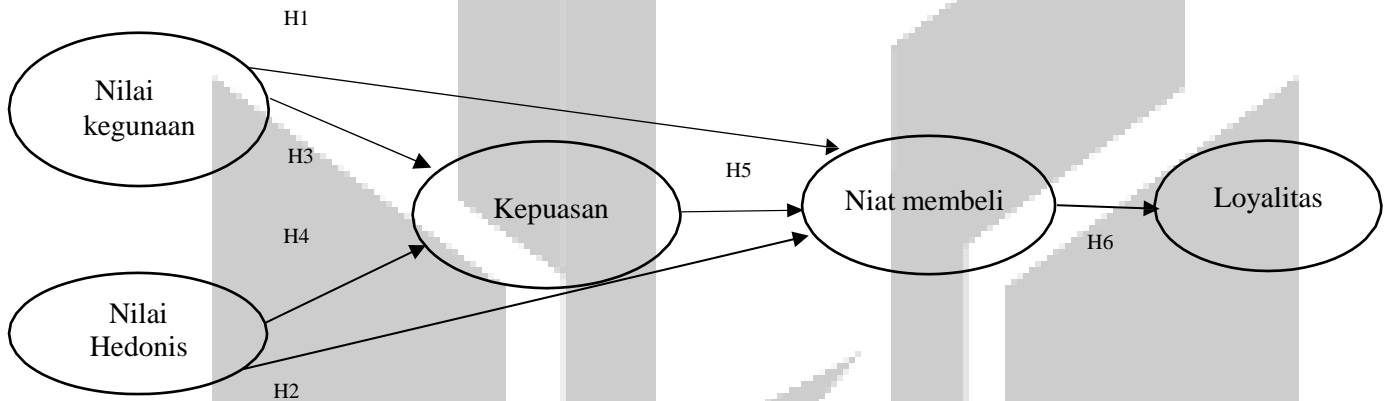 H1
Nilai
kegunaan
H3
H5
Kepuasan
Niat membeli
Loyalitas
H4
H6
Nilai
Hedonis
H2